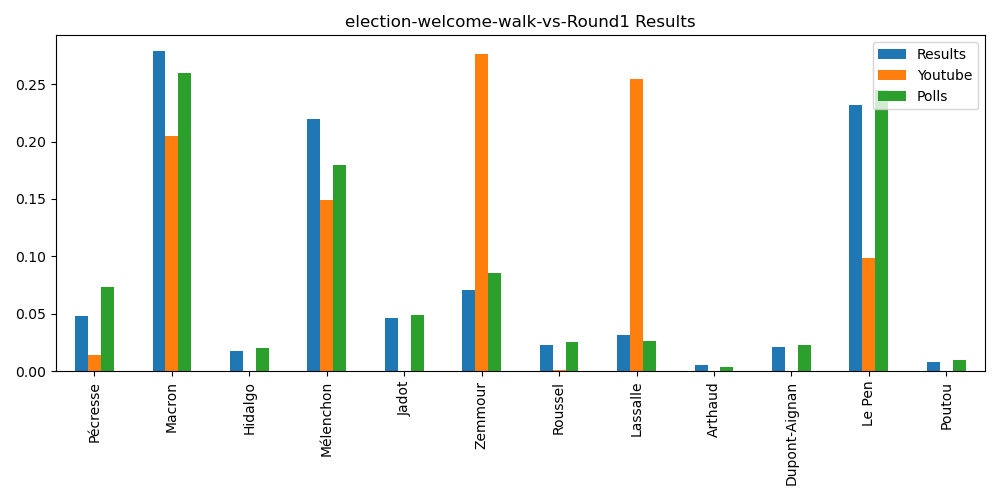 election-welcome-walk-vs-Round1 Results
Results
Youtube
Polls
0.25
0.20
0.15
0.10
0.05
0.00
Pécresse
Macron
Hidalgo
Mélenchon
Jadot
Zemmour
Roussel
Lassalle
Arthaud
Dupont-Aignan
Le Pen
Poutou